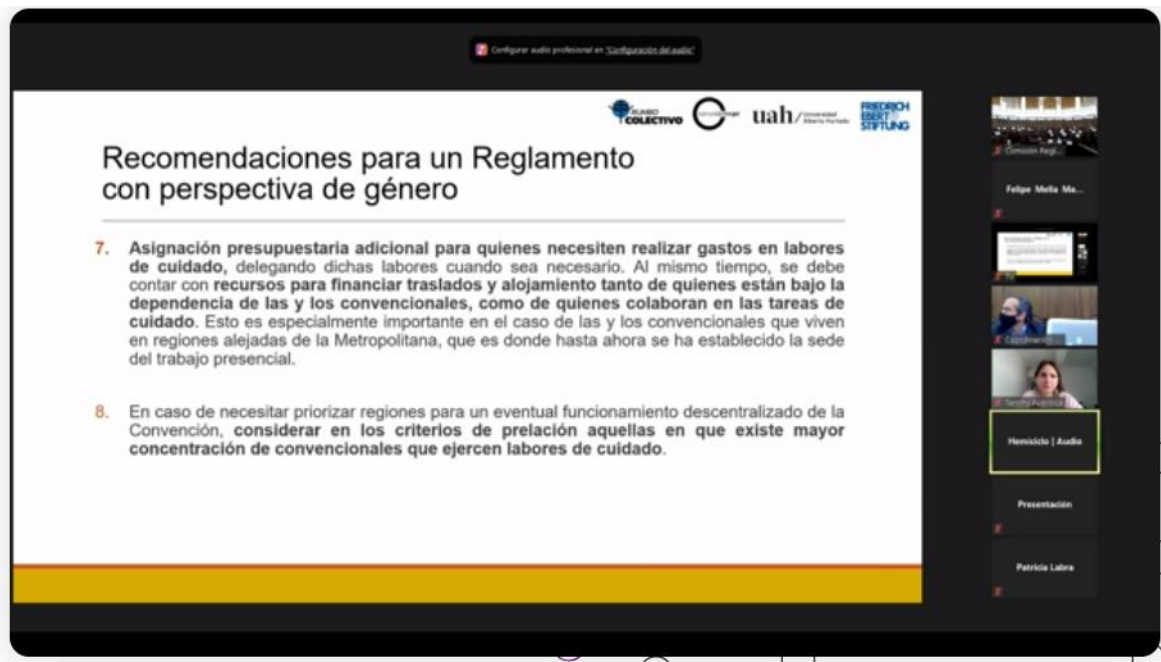 Configurar audio profesional en "Configuración del audio"
RUMBO
COLECTIVO
uah/ Universidad
Alberto Hurtado
FRIEDRICH
EBERT
STIFTUNG
Recomendaciones para un Reglamento
con perspectiva de género
7. Asignación presupuestaria adicional para quienes necesiten realizar gastos en labores
de cuidado, delegando dichas labores cuando sea necesario. Al mismo tiempo, se debe
contar con recursos para financiar traslados y alojamiento tanto de quienes están bajo la
dependencia de las y los convencionales, como de quienes colaboran en las tareas de
cuidado. Esto es especialmente importante en el caso de las y los convencionales que viven
en regiones alejadas de la Metropolitana, que es donde hasta ahora se ha establecido la sede
del trabajo presencial.
8. En caso de necesitar priorizar regiones para un eventual funcionamiento descentralizado de la
Convención, considerar en los criterios de prelación aquellas en que existe mayor
concentración de convencionales que ejercen labores de cuidado.
Comisión Regl...
Felipe Mella Ma...
Hemiciclo | Audio
Presentación
Patricia Labra